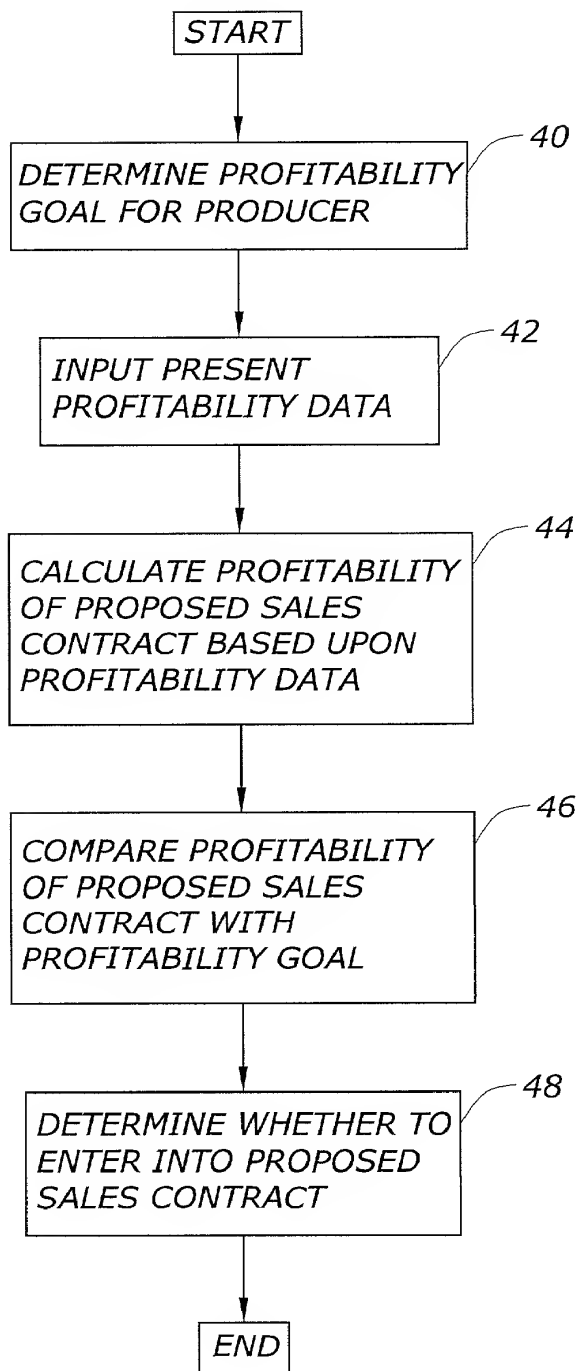 START
40
DETERMINE PROFITABILITY
GOAL FOR PRODUCER
42
INPUT PRESENT
PROFITABILITY DATA
44
CALCULATE PROFITABILITY
OF PROPOSED SALES
CONTRACT BASED UPON
PROFITABILITY DATA
46
COMPARE PROFITABILITY
OF PROPOSED SALES
CONTRACT WITH
PROFITABILITY GOAL
48
DETERMINE WHETHER TO
ENTER INTO PROPOSED
SALES CONTRACT
END